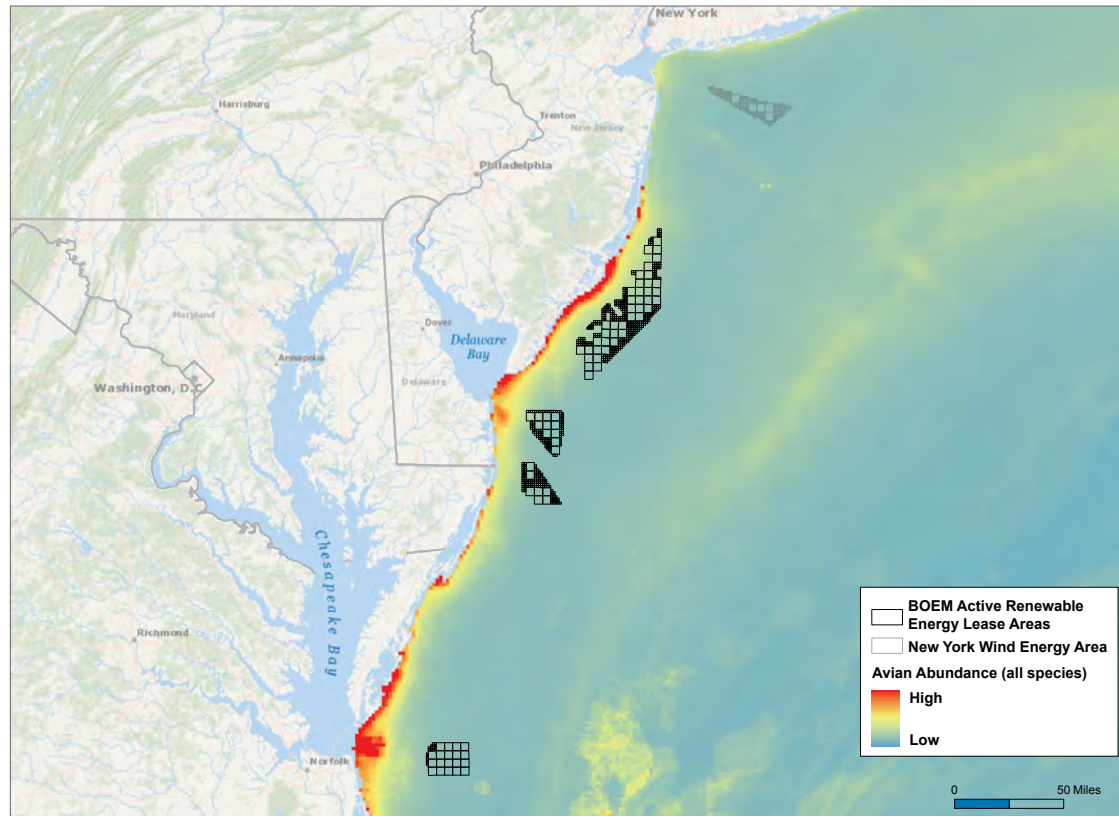 New York
Harrisburg
Trenton
New Jersey
Philadelphia
Maryland
Dover
Delaware
Bay
Annapolis
Washington, D.C.
Delaware
Chesapeake Bay
Richmond
Norfolk
BOEM Active Renewable
Energy Lease Areas
New York Wind Energy Area
Avian Abundance (all species)
High
Low
0 50 Miles